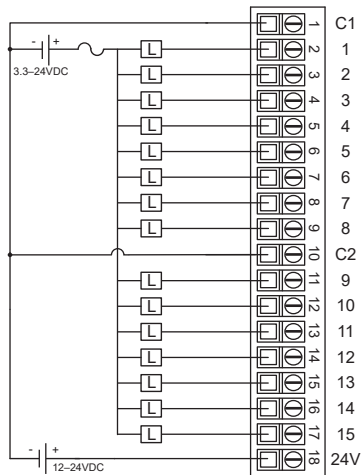 1 C1
- + L 2 1
3.3–24VDC
L 3 2
L 4 3
L 5 4
L 6 5
L 7 6
L 8 7
L 9 8
10 C2
L 11 9
L 12 10
L 13 11
L 14 12
L 15 13
L 16 14
L 17 15
- + 18 24V
12–24VDC